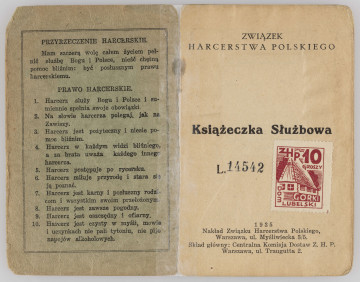 PRZYRZECZENIE HARCERSKIE.
Mam szczerą wolę całem życiem peł-
nić służbę Bogu i Polsce, nieść chętną
pomoc bliźnim: być posłusznym prawu
harcerskiemu.
PRAWO HARCERSKIE.
1. Harcerz służy Bogu i Polsce i su-
miennie spełnia swoje obowiązki.
2. Na słowie harcerza polegaj, jak na
Zawiszy.
3. Harcerz jest pożyteczny i niesie po-
moc bliźnim.
4. Harcerz w każdym widzi bliźniego,
a za brata uważa każdego innego
harcerza.
5. Harcerz postępuje po rycersku.
6. Harcerz miłuje przyrodę i stara się
ją poznać.
7. Harcerz jest karny i posłuszny rodzi-
com i wszystkim swoim przełożonym.
8. Harcerz jest zawsze pogodny.
9. Harcerz jest oszczędny i ofiarny.
10. Harcerz jest czysty w myśli, mowie
i uczynkach nie pali tytoniu, nie pije
napojów alkoholowych.
ZWIĄZEK
HARCERSTWA POLSKIEGO
Książeczka Służbowa
L. 14542
ZHP. 10
GROSZY
GÓRKI
LUBELSKI
1935
Nakład Związku Harcerstwa Polskiego,
Warszawa, ul. Myśliwiecka 3/5.
Skład główny: Centralna Komisja Dostaw Z. H. P.
Warszawa, ul. Traugutta 2.